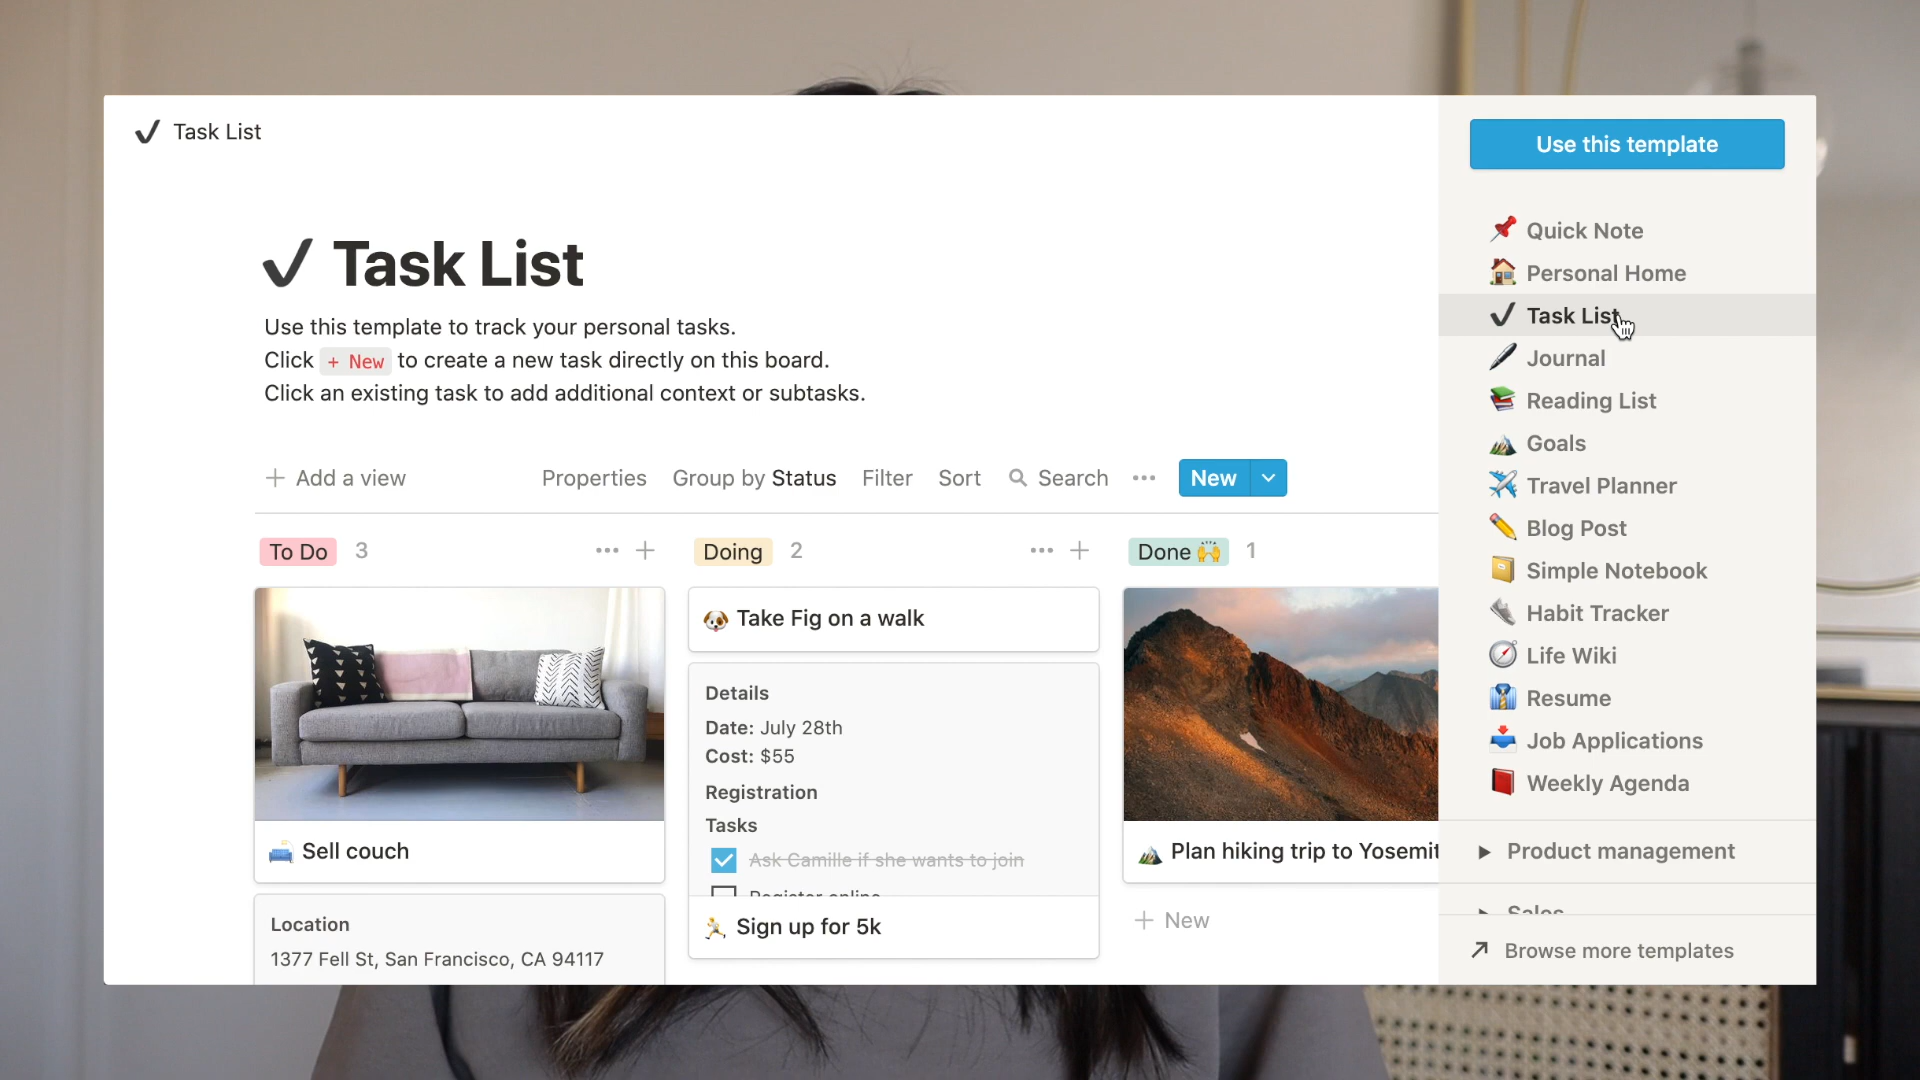 Task List
Task List
Use this template to track your personal tasks.
Click + New to create a new task directly on this board.
Click an existing task to add additional context or subtasks.
Add a view
Properties
Group by Status
Filter
Sort
Search
New
To Do 3
Doing 2
Done 1
Sell couch
Location
1377 Fell St, San Francisco, CA 94117
Take Fig on a walk
Details
Date: July 28th
Cost: $55
Registration
Tasks
Ask Camille if she wants to join
Register online
Sign up for 5k
Plan hiking trip to Yosemit
+ New
Use this template
Quick Note
Personal Home
Task List
Journal
Reading List
Goals
Travel Planner
Blog Post
Simple Notebook
Habit Tracker
Life Wiki
Resume
Job Applications
Weekly Agenda
Product management
Sales
Browse more templates